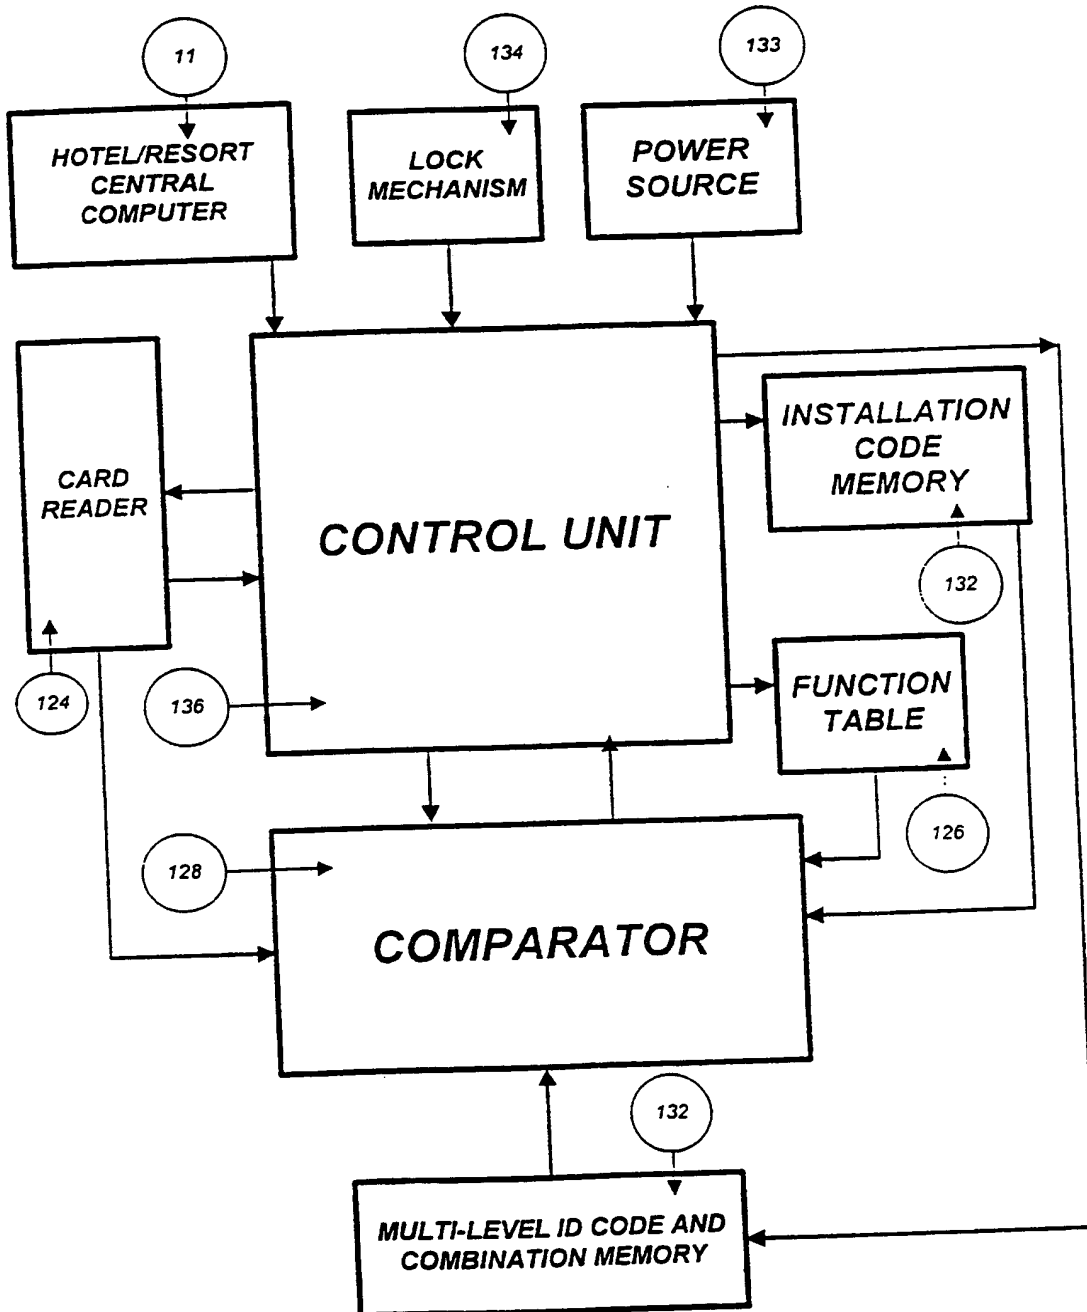 11
134
133
HOTEL/RESORT
CENTRAL
COMPUTER
LOCK
MECHANISM
POWER
SOURCE
CARD
READER
CONTROL UNIT
INSTALLATION
CODE
MEMORY
132
124
136
FUNCTION
TABLE
126
128
COMPARATOR
132
MULTI-LEVEL ID CODE AND
COMBINATION MEMORY